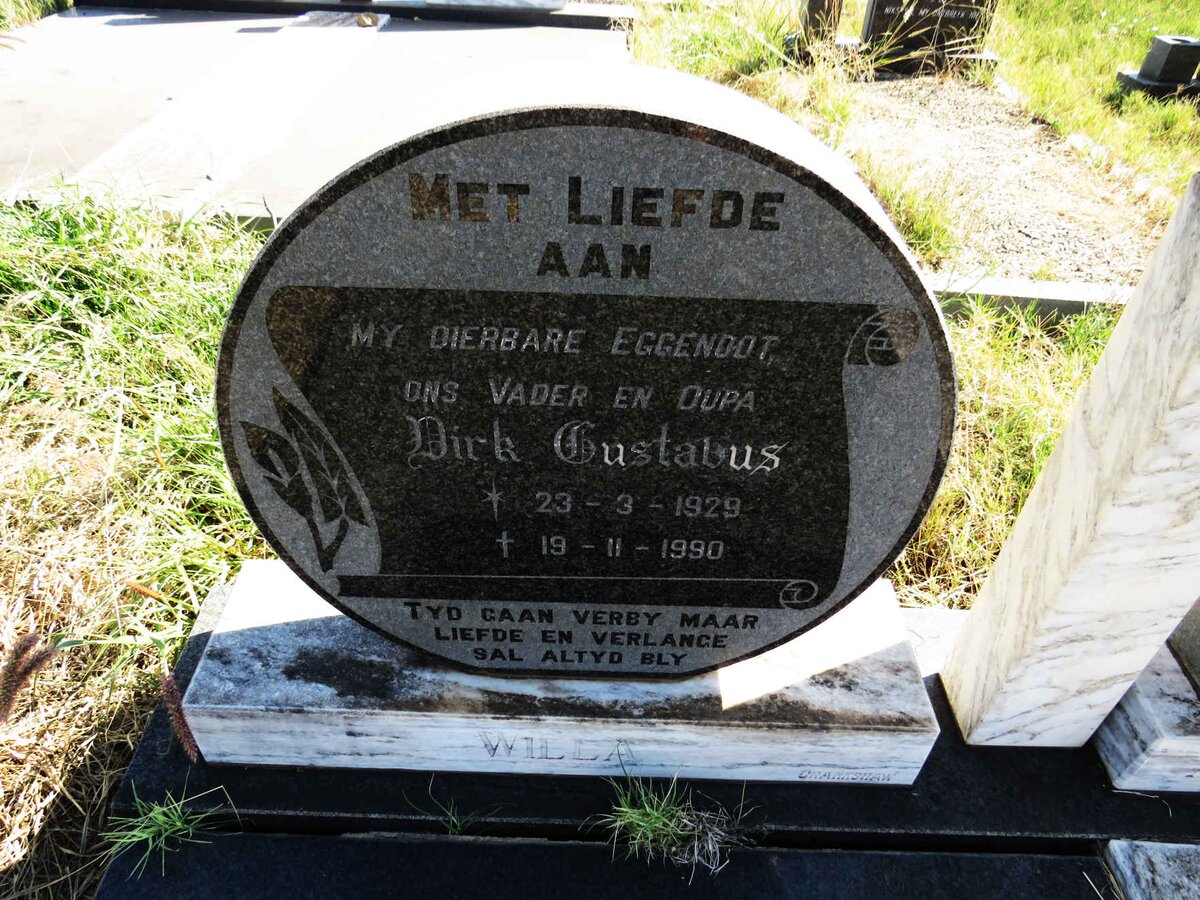 MET LIEFDE
AAN
MY DIERBARE EGGENOOT,
ONS VADER EN OUPA
Dirk Gustavus
* 23 - 3 - 1929
† 19 - 11 - 1990
TYD GAAN VERBY MAAR
LIEFDE EN VERLANGE
SAL ALTYD BLY
WILLA
CRANKSHAW